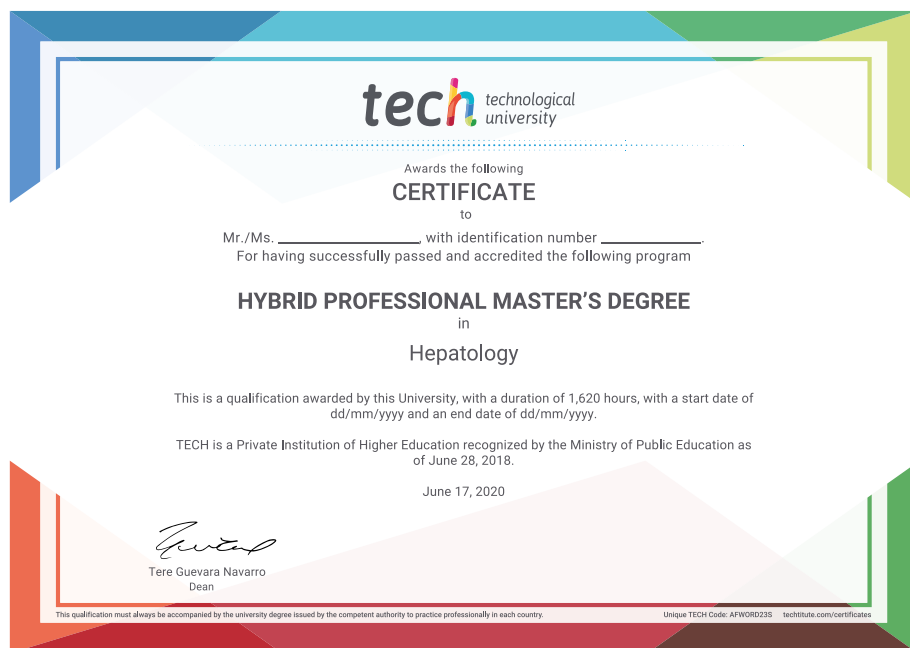 tech technological
university
Awards the following
CERTIFICATE
to
Mr./Ms. _______________, with identification number ___________.
For having successfully passed and accredited the following program
HYBRID PROFESSIONAL MASTER'S DEGREE
in
Hepatology
This is a qualification awarded by this University, with a duration of 1,620 hours, with a start date of
dd/mm/yyyy and an end date of dd/mm/yyyy.
TECH is a Private Institution of Higher Education recognized by the Ministry of Public Education as
of June 28, 2018.
June 17, 2020
Tere Guevara Navarro
Dean
This qualification must always be accompanied by the university degree issued by the competent authority to practice professionally in each country. Unique TECH Code: AFWORD23S techtitute.com/certificates